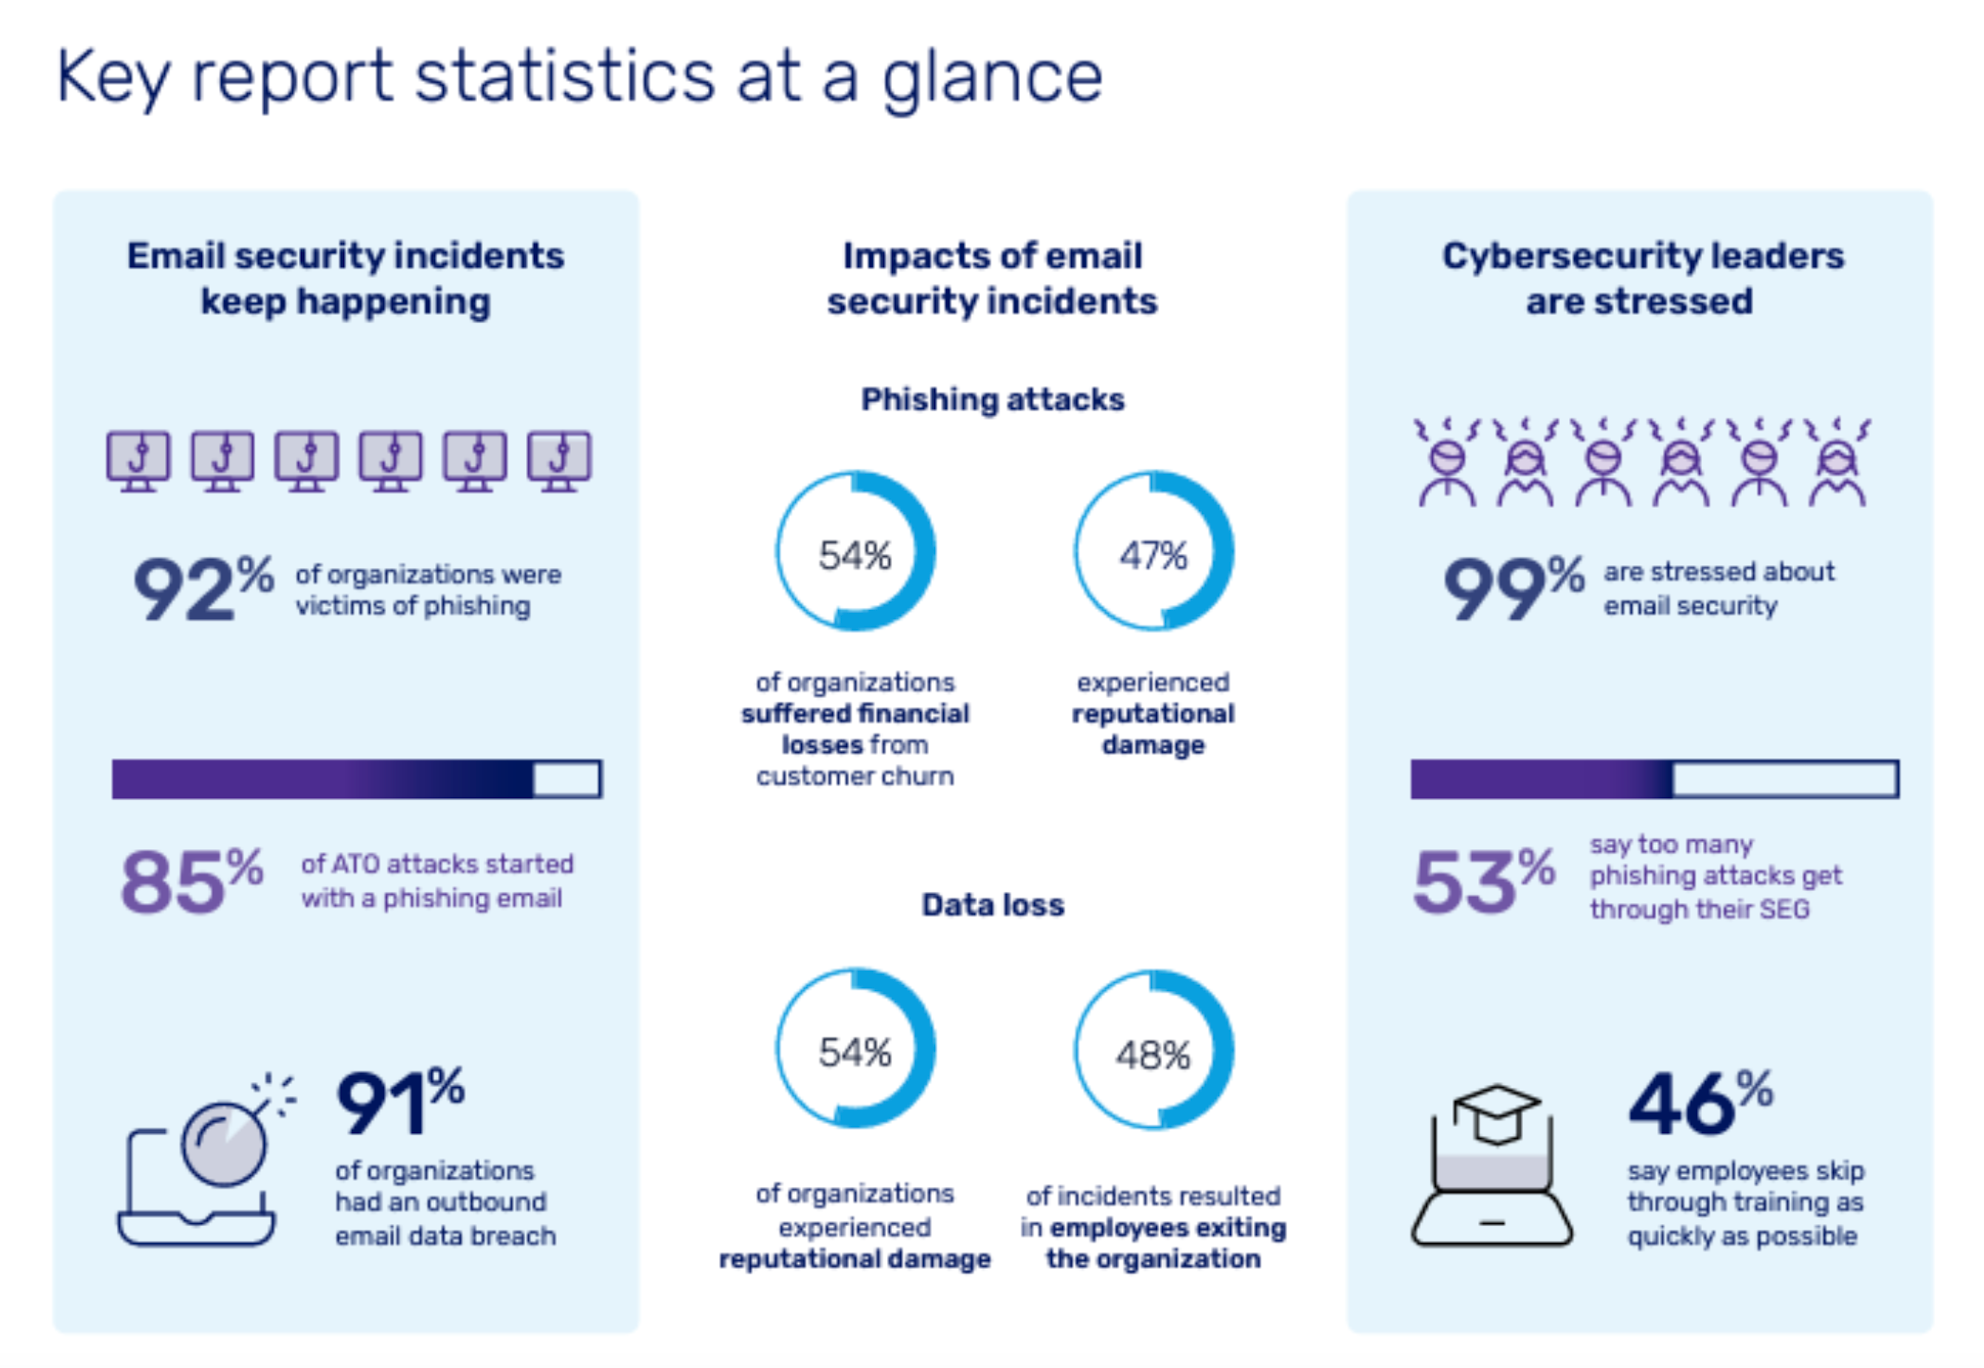 Key report statistics at a glance
Email security incidents
keep happening
92%
of organizations were
victims of phishing
85%
of ATO attacks started
with a phishing email
91%
of organizations
had an outbound
email data breach
Impacts of email
security incidents
Phishing attacks
54%
of organizations
suffered financial
losses from
customer churn
47%
experienced
reputational
damage
Data loss
54%
of organizations
experienced
reputational damage
48%
of incidents resulted
in employees exiting
the organization
Cybersecurity leaders
are stressed
99%
are stressed about
email security
53%
say too many
phishing attacks get
through their SEG
46%
say employees skip
through training as
quickly as possible